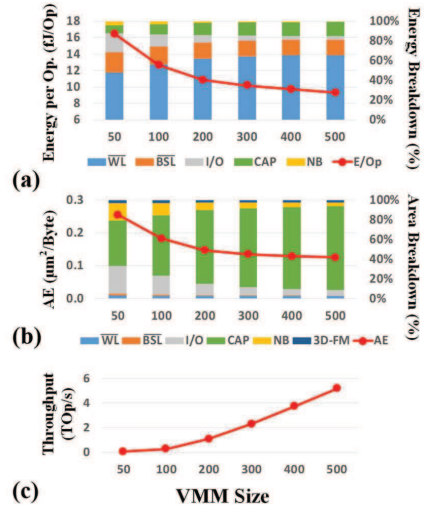 Energy per Op. (fJ/Op)
18
16
14
12
10
8
6
100%
80%
60%
40%
20%
0%
Energy Breakdown (%)
50 100 200 300 400 500
WL BSL I/O CAP NB E/Op
(a)
AE (μm²/Byte)
0.3
0.2
0.1
0.0
100%
80%
60%
40%
20%
0%
Area Breakdown (%)
50 100 200 300 400 500
WL BSL I/O CAP NB 3D-FM AE
(b)
Throughput
(TOp/s)
6
4
2
0
50 100 200 300 400 500
(c)
VMM Size